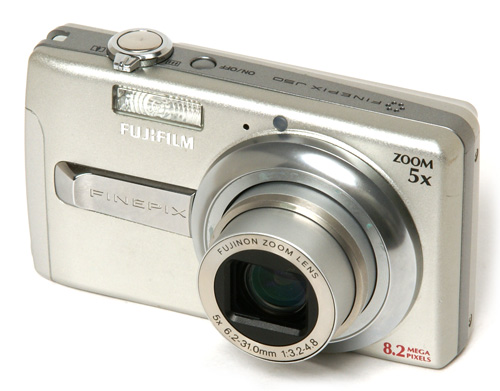 ON/OFF
FINEPIX J50
FUJIFILM
ZOOM
5x
FINEPIX
FUJINON ZOOM LENS
5x 6.2-31.0mm 1:3.2-4.8
8.2 MEGA
PIXELS